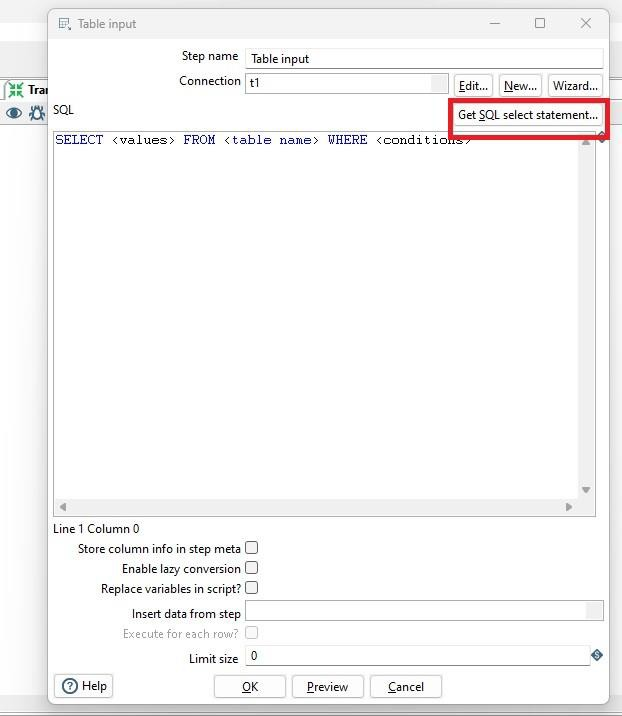 Table input
Step name Table input
Connection t1 Edit... New... Wizard...
Tra
SQL Get SQL select statement...
SELECT <values> FROM <table name> WHERE <conditions>
Line 1 Column 0
Store column info in step meta
Enable lazy conversion
Replace variables in script?
Insert data from step
Execute for each row?
Limit size 0
Help OK Preview Cancel